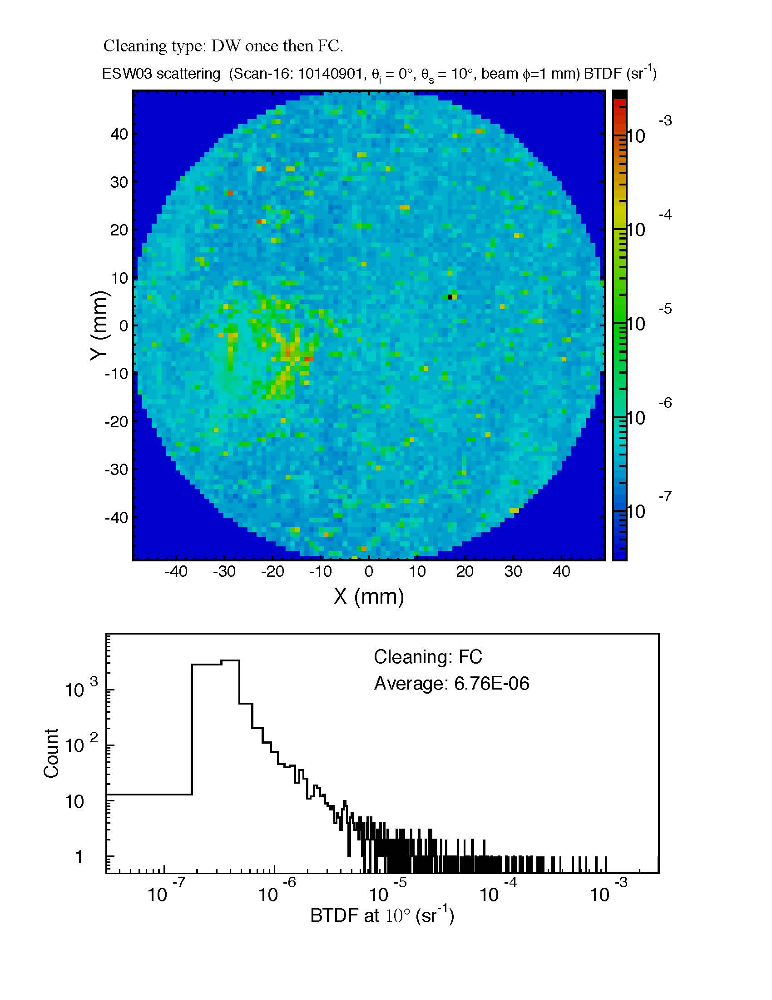 Cleaning type: DW once then FC.
ESW03 scattering (Scan-16: 10140901, θi = 0°, θs = 10°, beam ϕ=1 mm) BTDF (sr-1)
40
30
20
10
0
-10
-20
-30
-40
Y (mm)
-40 -30 -20 -10 0 10 20 30 40
X (mm)
10 -3
10 -4
10 -5
10 -6
10 -7
Cleaning: FC
Average: 6.76E-06
10 3
10 2
10
1
Count
10 -7 10 -6 10 -5 10 -4 10 -3
BTDF at 10° (sr-1)